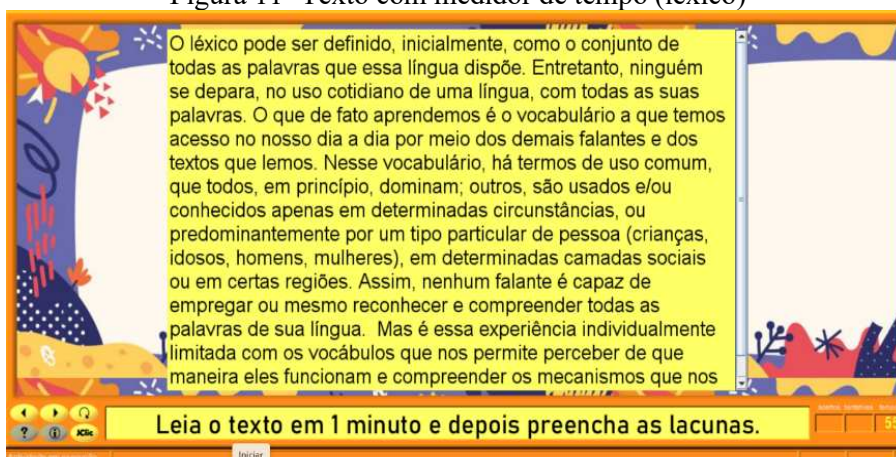 Figura 11- Texto com medidor de tempo (léxico)
O léxico pode ser definido, inicialmente, como o conjunto de
todas as palavras que essa língua dispõe. Entretanto, ninguém
se depara, no uso cotidiano de uma língua, com todas as suas
palavras. O que de fato aprendemos é o vocabulário a que temos
acesso no nosso dia a dia por meio dos demais falantes e dos
textos que lemos. Nesse vocabulário, há termos de uso comum,
que todos, em princípio, dominam; outros, são usados e/ou
conhecidos apenas em determinadas circunstâncias, ou
predominantemente por um tipo particular de pessoa (crianças,
idosos, homens, mulheres), em determinadas camadas sociais
ou em certas regiões. Assim, nenhum falante é capaz de
empregar ou mesmo reconhecer e compreender todas as
palavras de sua língua. Mas é essa experiência individualmente
limitada com os vocábulos que nos permite perceber de que
maneira eles funcionam e compreender os mecanismos que nos
Leia o texto em 1 minuto e depois preencha as lacunas.
? i JClic
Iniciar